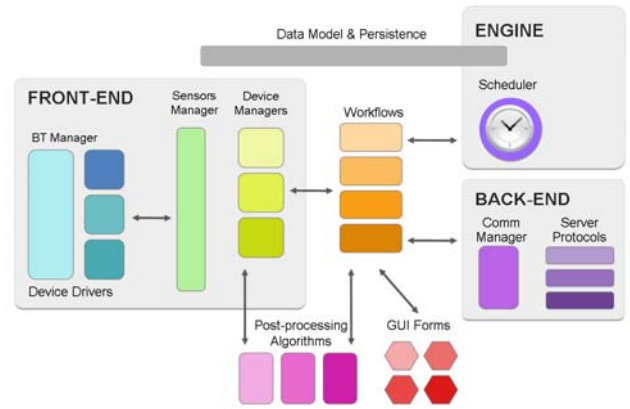 Data Model & Persistence
ENGINE
Scheduler
FRONT-END
Sensors
Manager
Device
Managers
BT Manager
Device Drivers
Workflows
BACK-END
Comm
Manager
Server
Protocols
Post-processing
Algorithms
GUI Forms